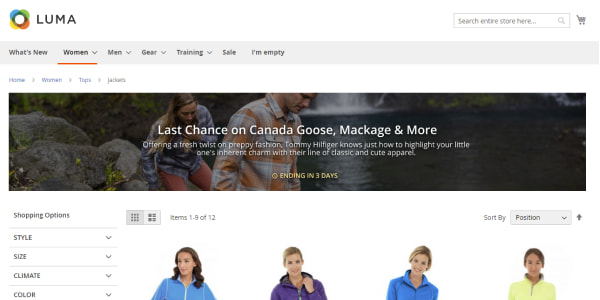 LUMA
Search entire store here...
What's New Women Men Gear Training Sale I'm empty
Home Women Tops Jackets
Last Chance on Canada Goose, Mackage & More
Offering a fresh twist on preppy fashion, Tommy Hilfiger knows just how to highlight your little
one's inherent charm with their line of classic and cute apparel.
ENDING IN 3 DAYS
Shopping Options
Items 1-9 of 12
Sort By Position
STYLE
SIZE
CLIMATE
COLOR